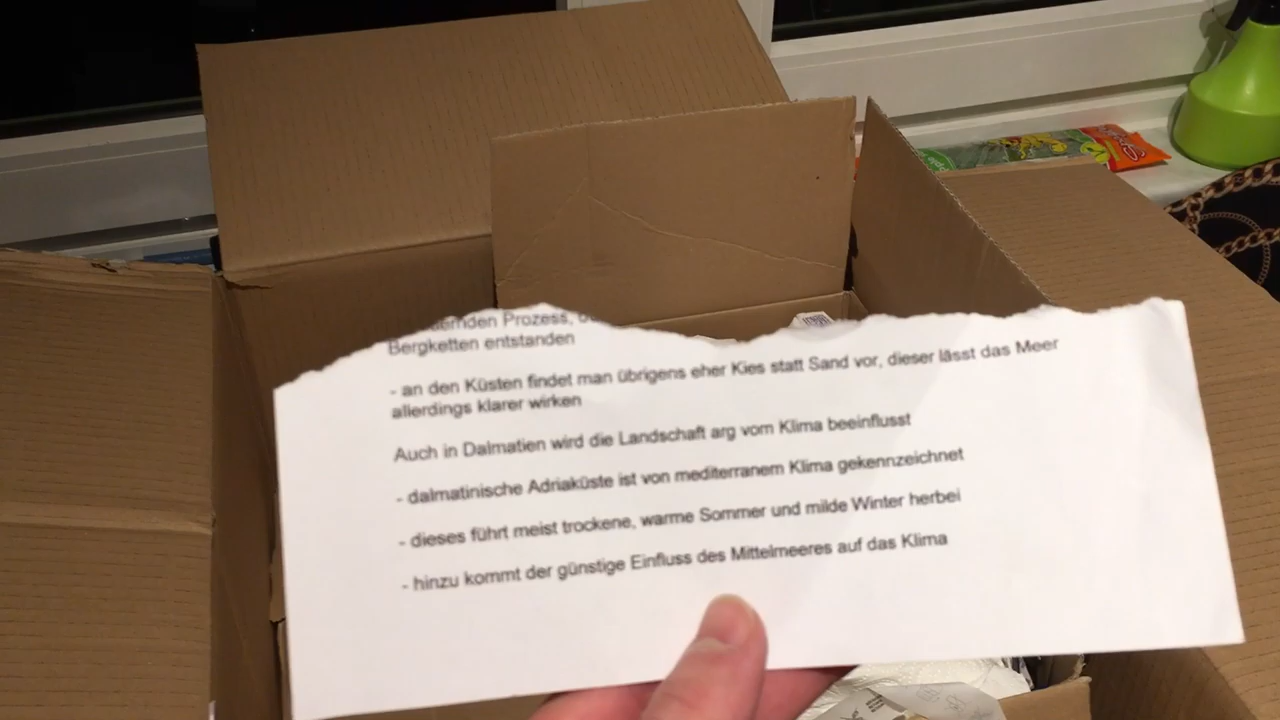 Prozess,
Bergketten entstanden
- an den Küsten findet man übrigens eher Kies statt Sand vor, dieser lässt das Meer
allerdings klarer wirken
Auch in Dalmatien wird die Landschaft arg vom Klima beeinflusst
- dalmatinische Adriaküste ist von mediterranem Klima gekennzeichnet
- dieses führt meist trockene, warme Sommer und milde Winter herbei
- hinzu kommt der günstige Einfluss des Mittelmeeres auf das Klima